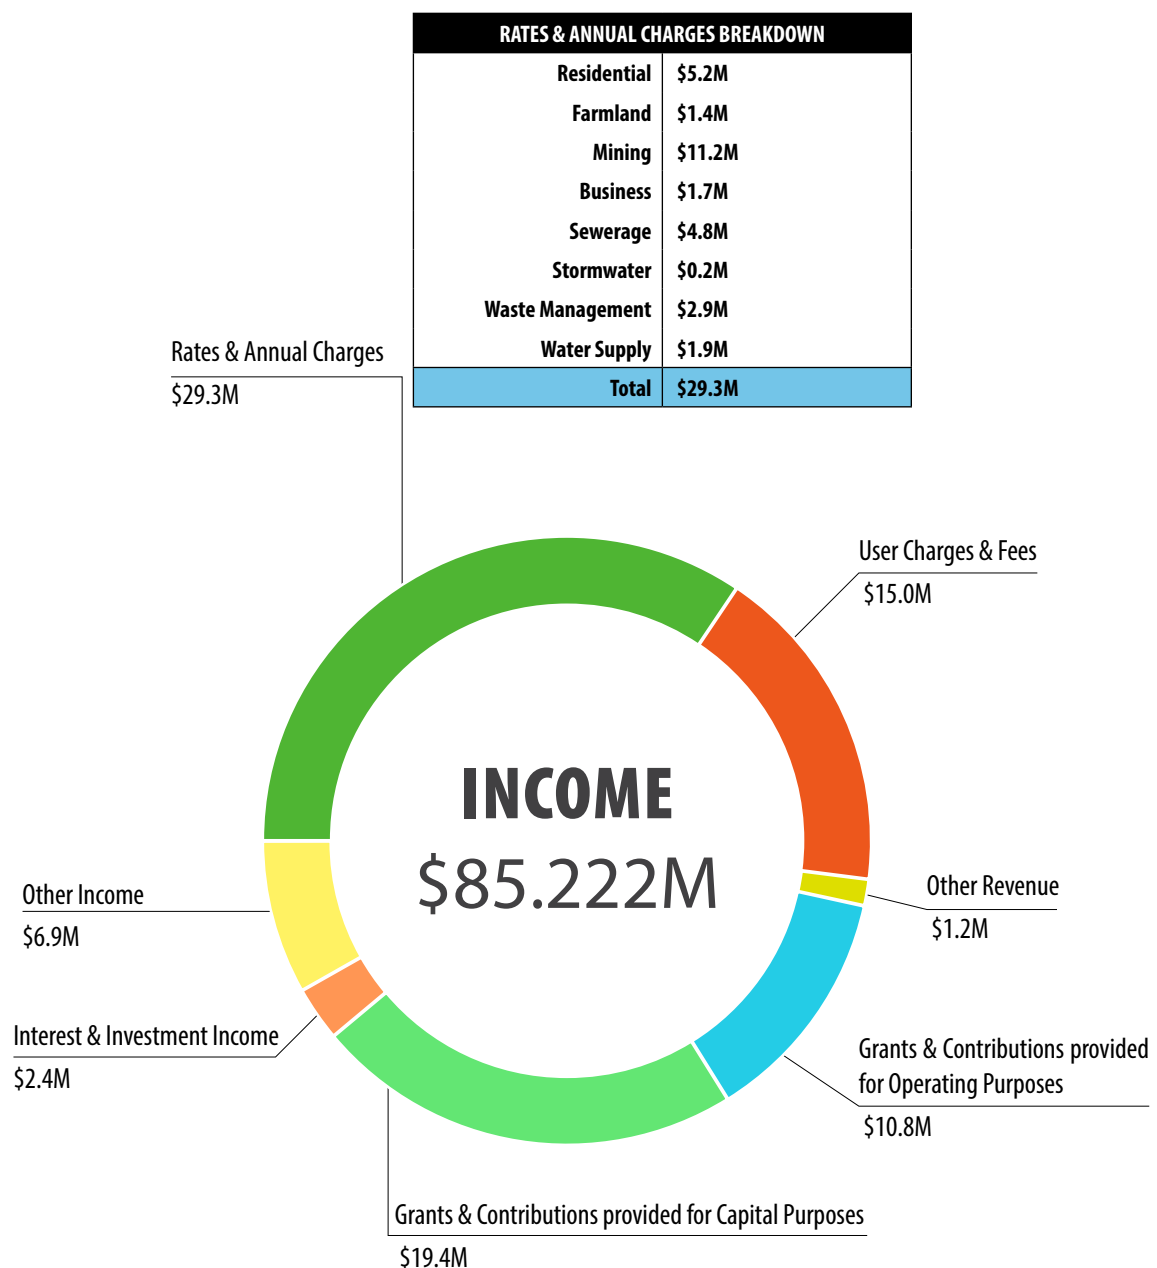 RATES & ANNUAL CHARGES BREAKDOWN
Residential $5.2M
Farmland $1.4M
Mining $11.2M
Business $1.7M
Sewerage $4.8M
Stormwater $0.2M
Waste Management $2.9M
Water Supply $1.9M
Total $29.3M
Rates & Annual Charges
$29.3M
User Charges & Fees
$15.0M
INCOME
$85.222M
Other Income
$6.9M
Other Revenue
$1.2M
Interest & Investment Income
$2.4M
Grants & Contributions provided
for Operating Purposes
$10.8M
Grants & Contributions provided for Capital Purposes
$19.4M